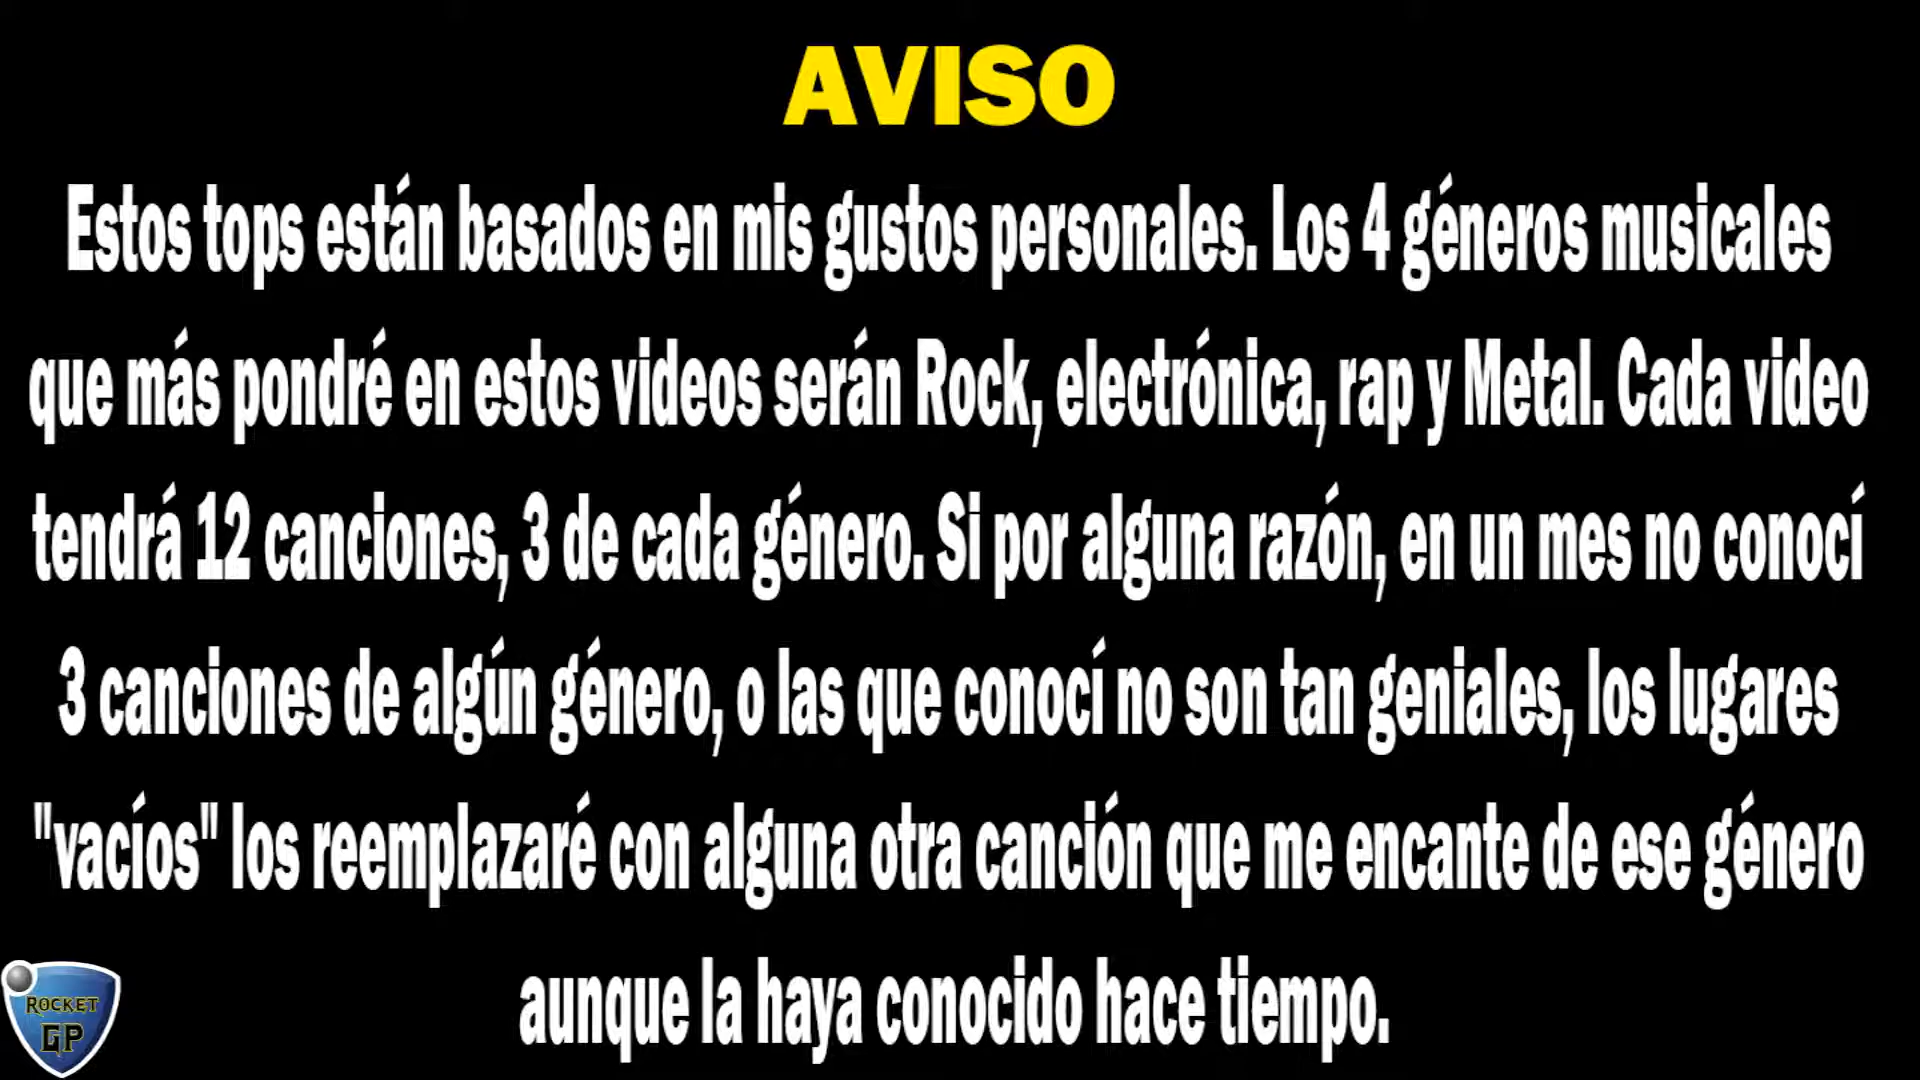 AVISO
Estos tops están basados en mis gustos personales. Los 4 géneros musicales
que más pondré en estos videos serán Rock, electrónica, rap y Metal. Cada video
tendrá 12 canciones, 3 de cada género. Si por alguna razón, en un mes no conocí
3 canciones de algún género, o las que conocí no son tan geniales, los lugares
"vacíos" los reemplazaré con alguna otra canción que me encante de ese género
aunque la haya conocido hace tiempo.
ROCKET
GP